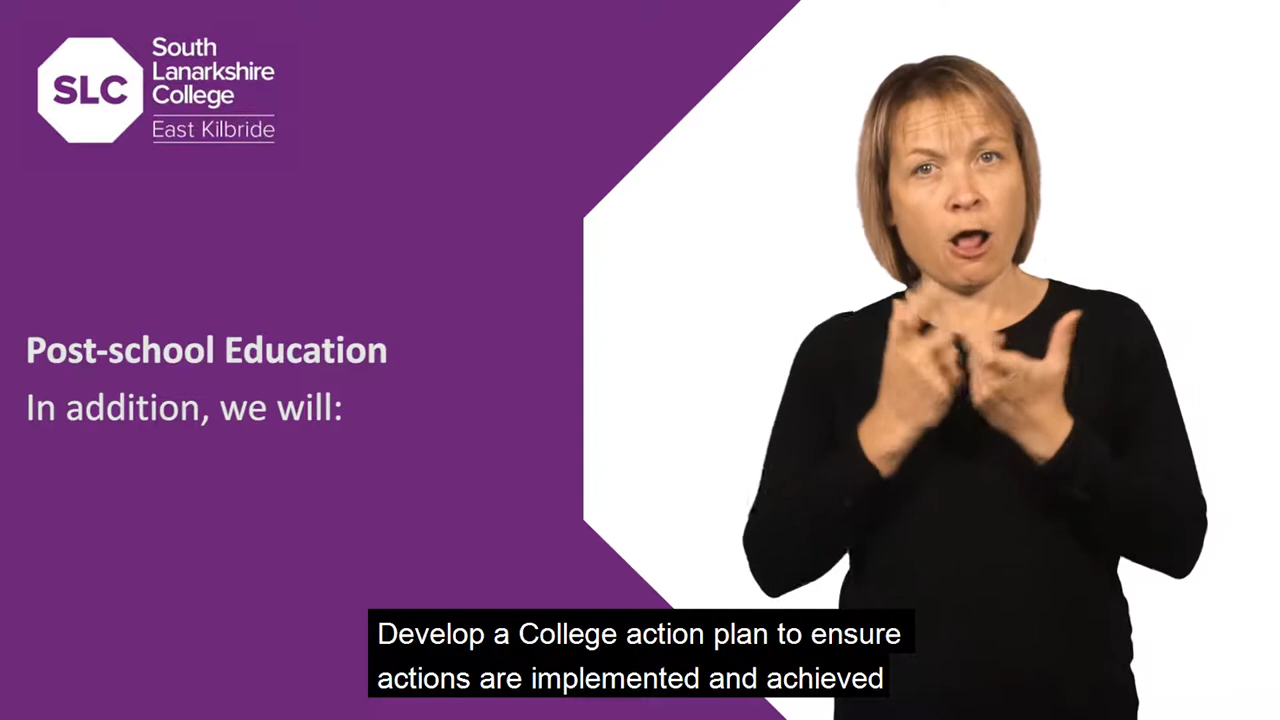 SLC
South
Lanarkshire
College
East Kilbride
Post-school Education
In addition, we will:
Develop a College action plan to ensure
actions are implemented and achieved